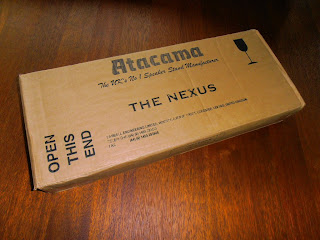 Atacama
The UK's No 1 Speaker Stand Manufacturer
THE NEXUS
OPEN
THIS
END